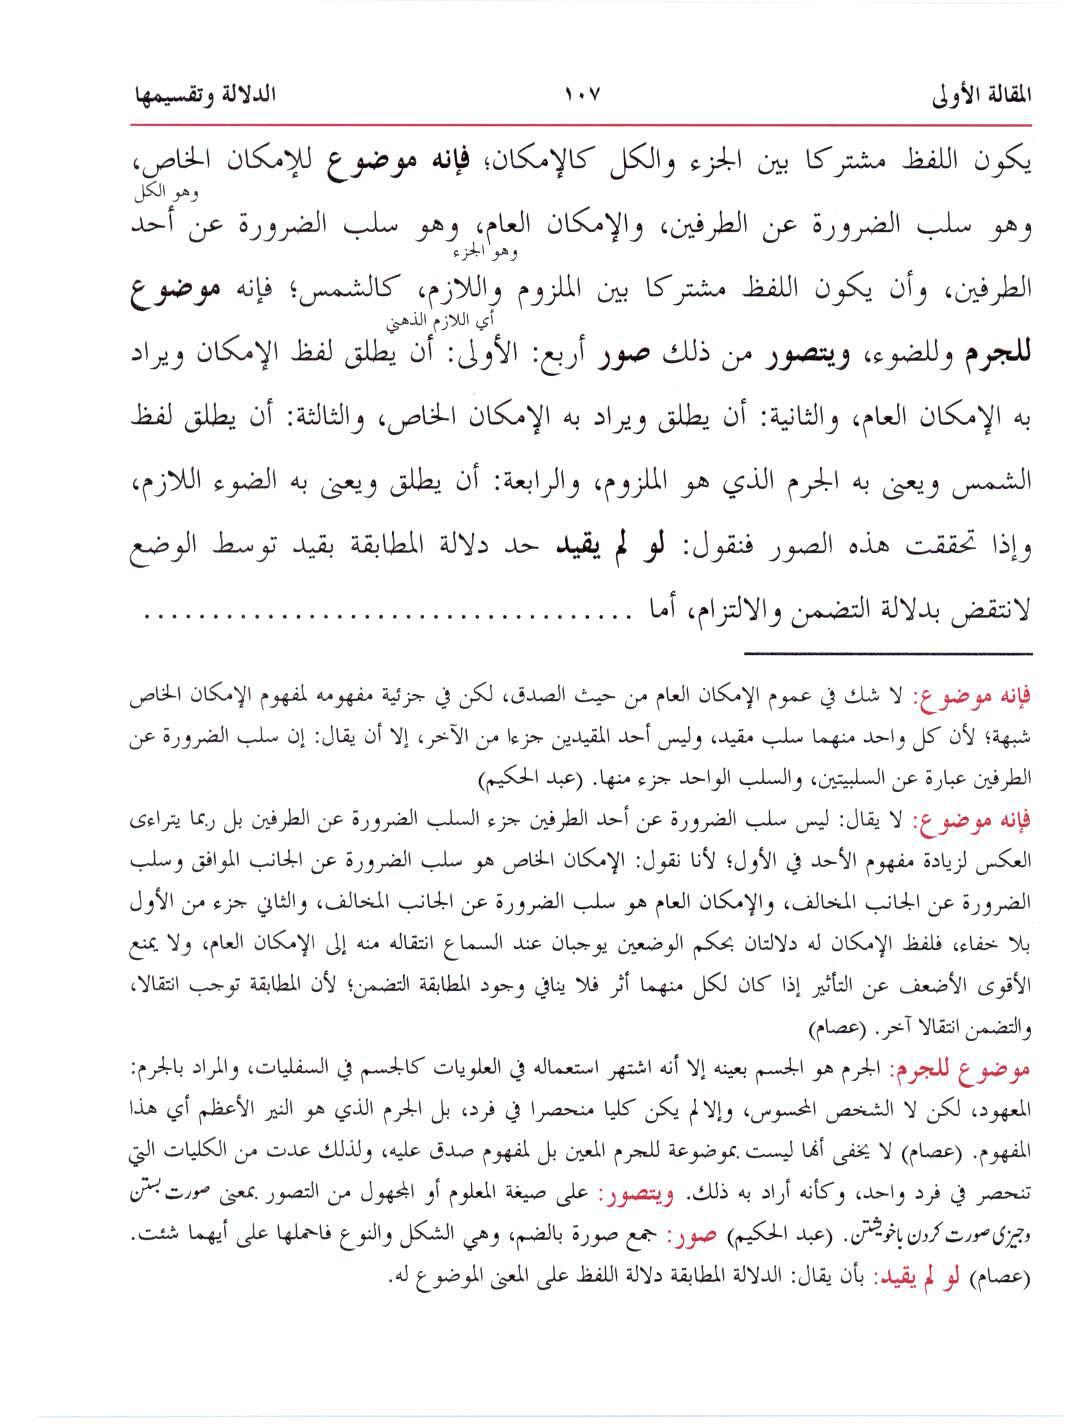 المقالة الأولى ١٠٧ الدلالة وتقسيمها
يكون اللفظ مشتركا بين الجزء والكل كالإمكان؛ فإنه موضوع للإمكان الخاص،
وهو الكل
وهو سلب الضرورة عن الطرفين، والإمكان العام، وهو سلب الضرورة عن أحد
وهو الجزء
الطرفين، وأن يكون اللفظ مشتركا بين الملزوم واللازم، كالشمس؛ فإنه موضوع
أي اللازم الذهني
للجرم وللضوء، ويتصور من ذلك صور أربع: الأولى: أن يطلق لفظ الإمكان ويراد
به الإمكان العام، والثانية: أن يطلق ويراد به الإمكان الخاص، والثالثة: أن يطلق لفظ
الشمس ويعنى به الجرم الذي هو الملزوم، والرابعة: أن يطلق ويعنى به الضوء اللازم،
وإذا تحققت هذه الصور فنقول: لو لم يقيد حد دلالة المطابقة بقيد توسط الوضع
لانتقض بدلالة التضمن والالتزام، أما ....................................
فإنه موضوع: لا شك في عموم الإمكان العام من حيث الصدق، لكن في جزئية مفهومه لمفهوم الإمكان الخاص
شبهة؛ لأن كل واحد منهما سلب مقيد، وليس أحد المقيدين جزءا من الآخر، إلا أن يقال: إن سلب الضرورة عن
الطرفين عبارة عن السلبيتين، والسلب الواحد جزء منها. (عبد الحكيم)
فإنه موضوع: لا يقال: ليس سلب الضرورة عن أحد الطرفين جزء السلب الضرورة عن الطرفين بل ربما يتراءى
العكس لزيادة مفهوم الأحد في الأول؛ لأنا نقول: الإمكان الخاص هو سلب الضرورة عن الجانب الموافق وسلب
الضرورة عن الجانب المخالف، والإمكان العام هو سلب الضرورة عن الجانب المخالف، والثاني جزء من الأول
بلا خفاء، فلفظ الإمكان له دلالتان بحكم الوضعين يوجبان عند السماع انتقاله منه إلى الإمكان العام، ولا يمنع
الأقوى الأضعف عن التأثير إذا كان لكل منهما أثر فلا ينافي وجود المطابقة التضمن؛ لأن المطابقة توجب انتقالا،
والتضمن انتقالا آخر. (عصام)
موضوع للجرم: الجرم هو الجسم بعينه إلا أنه اشتهر استعماله في العلويات كالجسم في السفليات، والمراد بالجرم:
المعهود، لكن لا الشخص المحسوس، وإلا لم يكن كليا منحصرا في فرد، بل الجرم الذي هو النير الأعظم أي هذا
المفهوم. (عصام) لا يخفى أنها ليست بموضوعة للجرم المعين بل لمفهوم صدق عليه، ولذلك عدت من الكليات التي
تنحصر في فرد واحد، وكأنه أراد به ذلك. ويتصور: على صيغة المعلوم أو المجهول من التصور بمعنى صورت بستن
وچیزی صورت کردن باخویشتن. (عبد الحكيم) صور: جمع صورة بالضم، وهي الشكل والنوع فاحملها على أيهما شئت.
(عصام) لو لم يقيد: بأن يقال: الدلالة المطابقة دلالة اللفظ على المعنى الموضوع له.